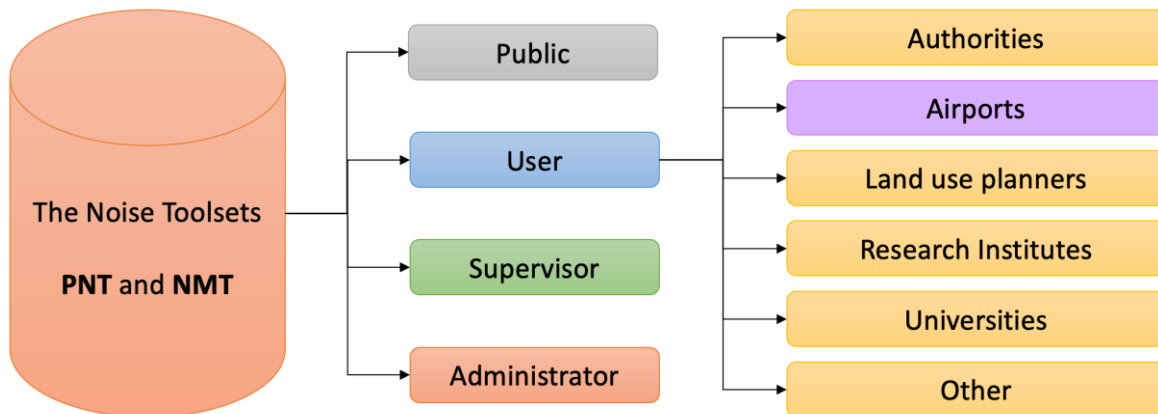 The Noise Toolsets
PNT and NMT
Public
User
Supervisor
Administrator
Authorities
Airports
Land use planners
Research Institutes
Universities
Other